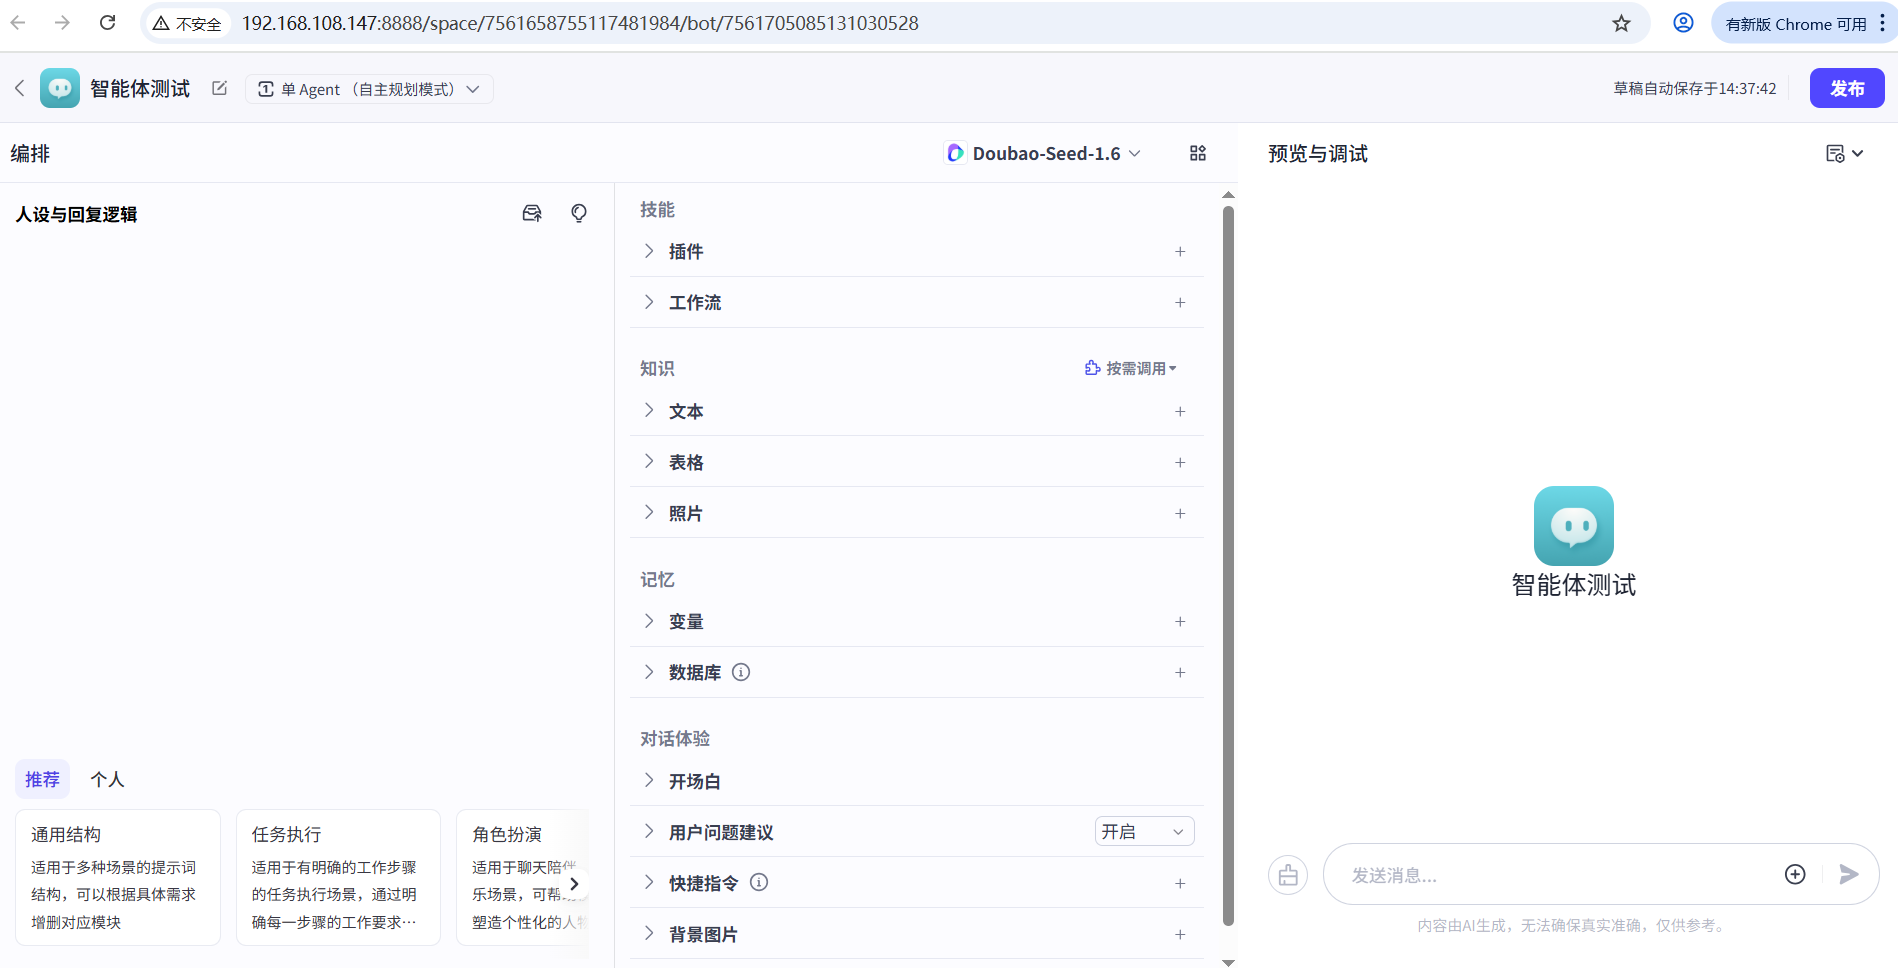 不安全
192.168.108.147:8888/space/7561658755117481984/bot/7561705085131030528
有新版 Chrome 可用
智能体测试
单 Agent （自主规划模式）
草稿自动保存于14:37:42
发布
编排
Doubao-Seed-1.6
预览与调试
人设与回复逻辑
推荐
个人
通用结构
适用于多种场景的提示词
结构，可以根据具体需求
增删对应模块
任务执行
适用于有明确的工作步骤
的任务执行场景，通过明
确每一步骤的工作要求…
角色扮演
适用于聊天陪伴
乐场景，可帮
塑造个性化的人
技能
插件
工作流
知识
按需调用
文本
表格
照片
记忆
变量
数据库
对话体验
开场白
用户问题建议
开启
快捷指令
背景图片
智能体测试
发送消息...
内容由AI生成，无法确保真实准确，仅供参考。